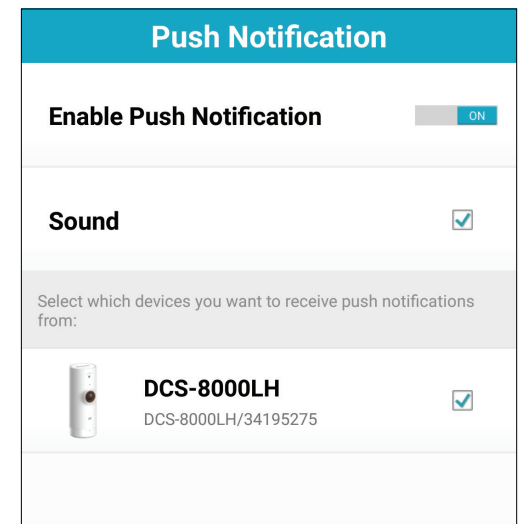 Push Notification
Enable Push Notification
ON
Sound
Select which devices you want to receive push notifications
from:
DCS-8000LH
DCS-8000LH/34195275